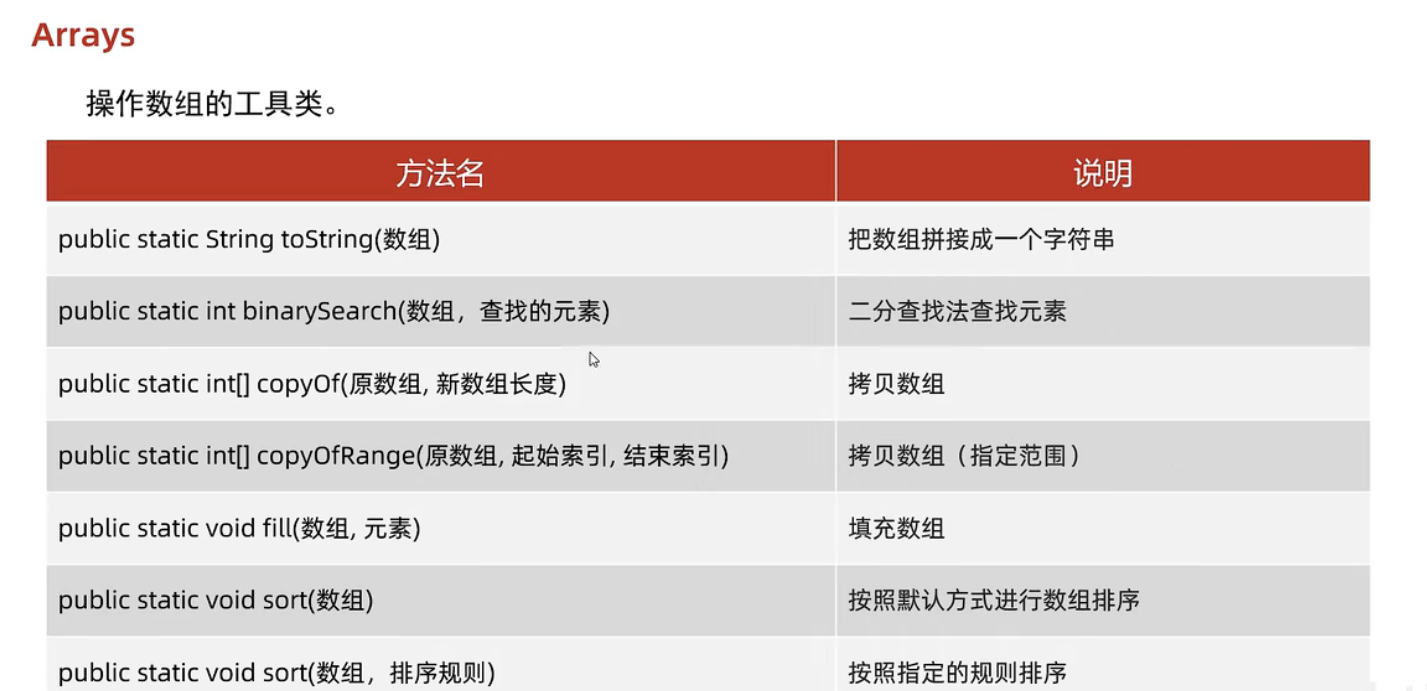 Arrays
操作数组的工具类。
方法名 说明
public static String toString(数组) 把数组拼接成一个字符串
public static int binarySearch(数组，查找的元素) 二分查找法查找元素
public static int[] copyOf(原数组, 新数组长度) 拷贝数组
public static int[] copyOfRange(原数组, 起始索引, 结束索引) 拷贝数组（指定范围）
public static void fill(数组, 元素) 填充数组
public static void sort(数组) 按照默认方式进行数组排序
public static void sort(数组，排序规则) 按照指定的规则排序